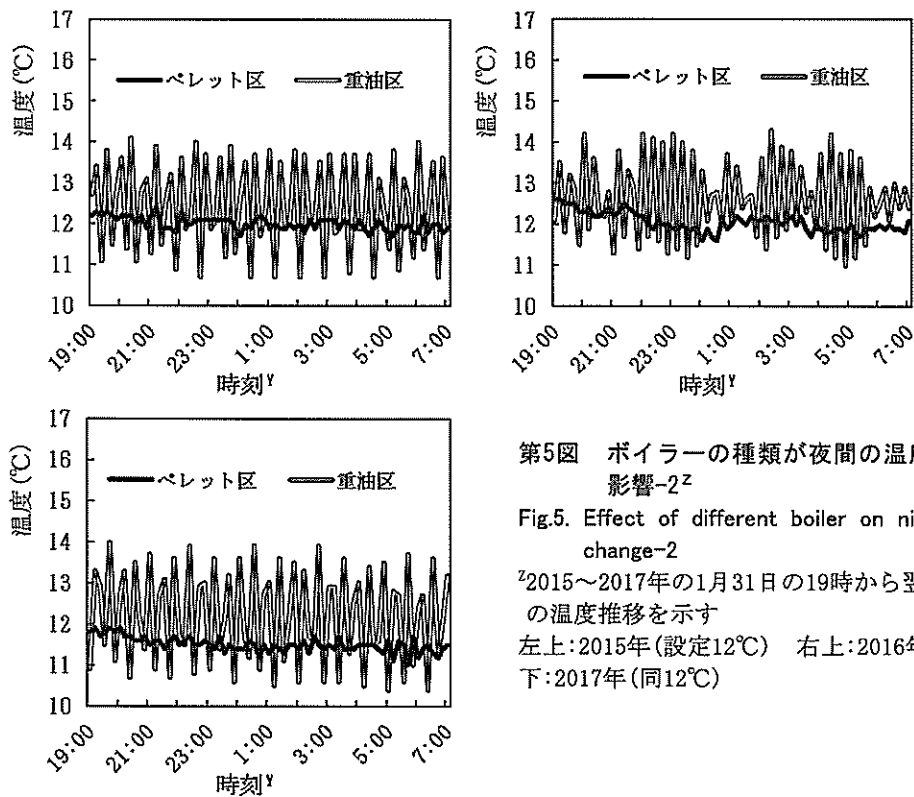 17
16
15
14
13
12
11
10
温度(℃)
ペレット区 重油区
19:00 21:00 23:00 1:00 3:00 5:00 7:00
時刻Y
17
16
15
14
13
12
11
10
温度(℃)
ペレット区 重油区
19:00 21:00 23:00 1:00 3:00 5:00 7:00
時刻Y
17
16
15
14
13
12
11
10
温度(℃)
ペレット区 重油区
19:00 21:00 23:00 1:00 3:00 5:00 7:00
時刻Y
第5図 ボイラーの種類が夜間の温度
影響-2Z
Fig.5. Effect of different boiler on ni
change-2
Z2015~2017年の1月31日の19時から翌
の温度推移を示す
左上:2015年(設定12℃) 右上:2016年
下:2017年(同12℃)